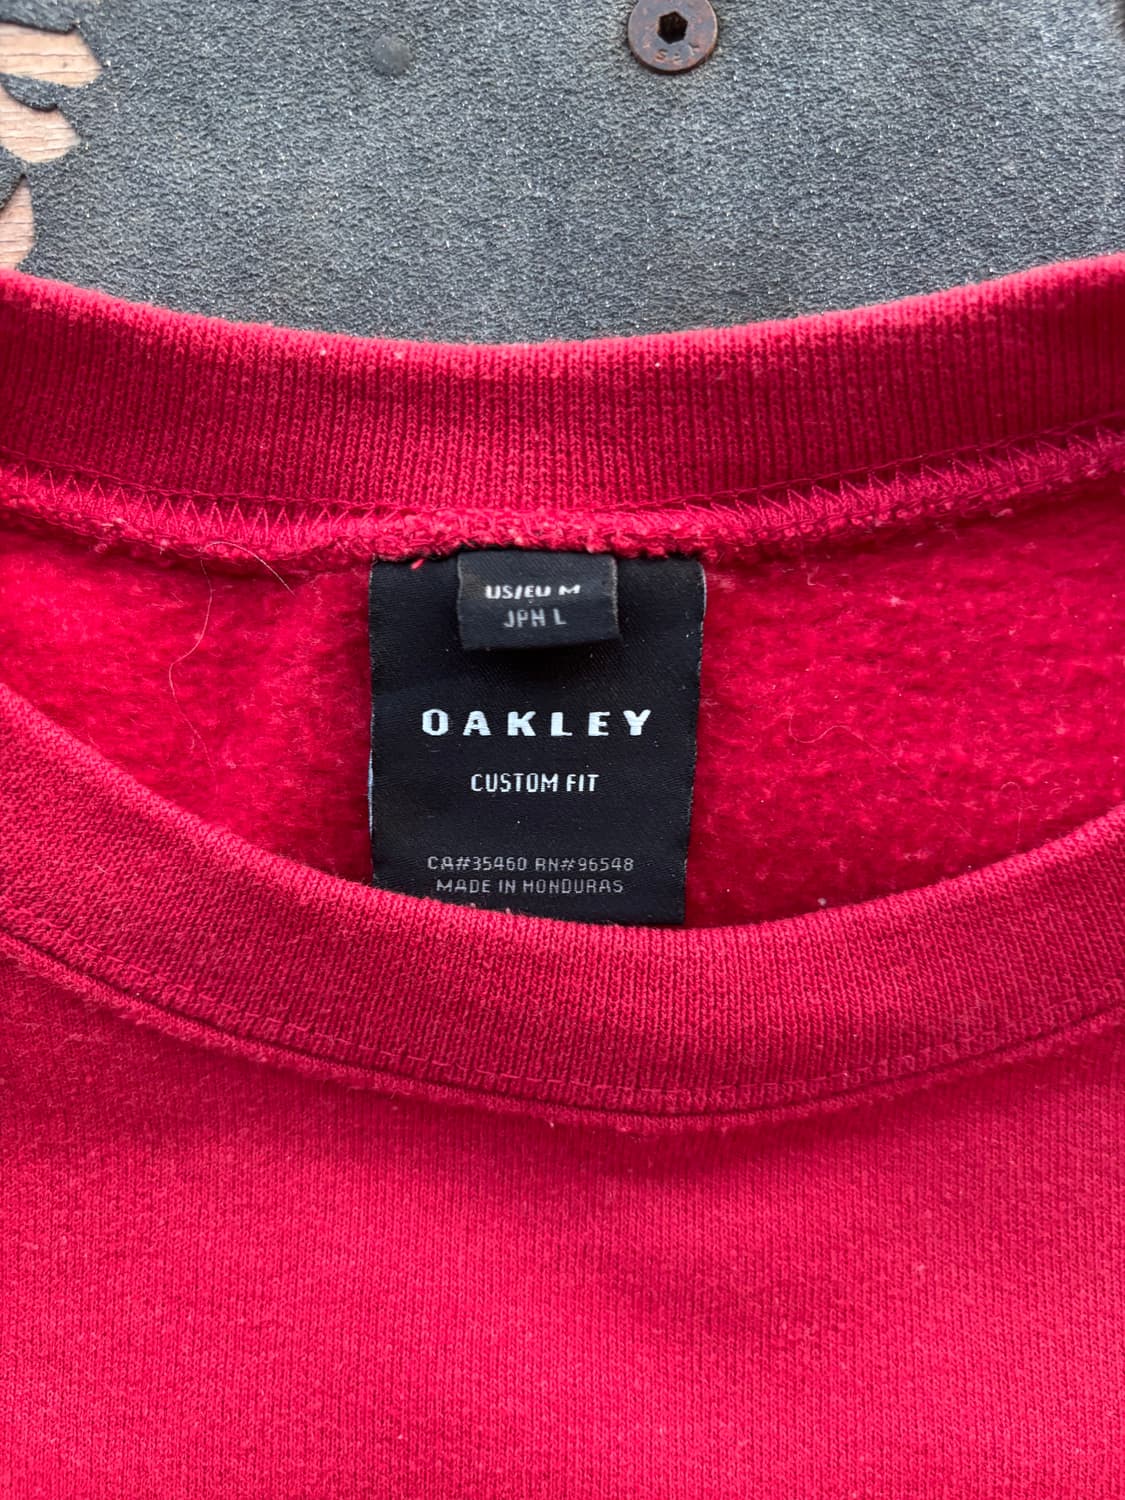 US/EU M
JPN L
OAKLEY
CUSTOM FIT
CA#35460 RN#96548
MADE IN HONDURAS